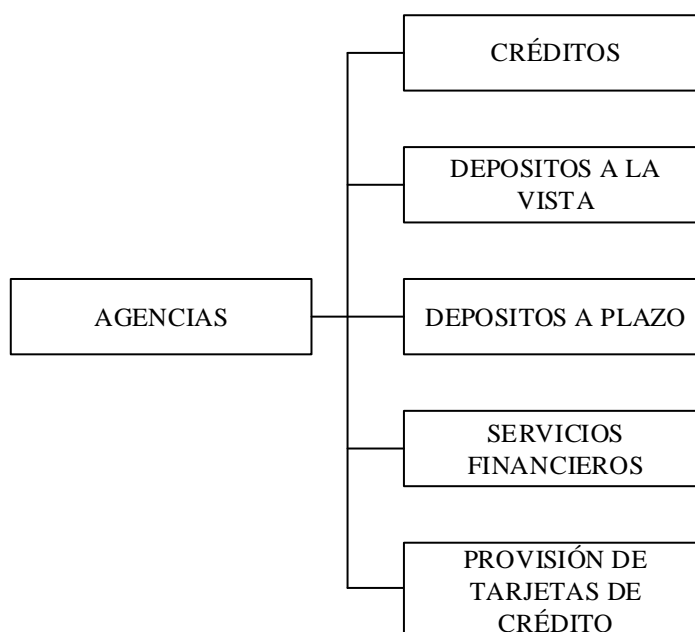 CRÉDITOS
DEPOSITOS A LA
VISTA
AGENCIAS
DEPOSITOS A PLAZO
SERVICIOS
FINANCIEROS
PROVISIÓN DE
TARJETAS DE
CRÉDITO